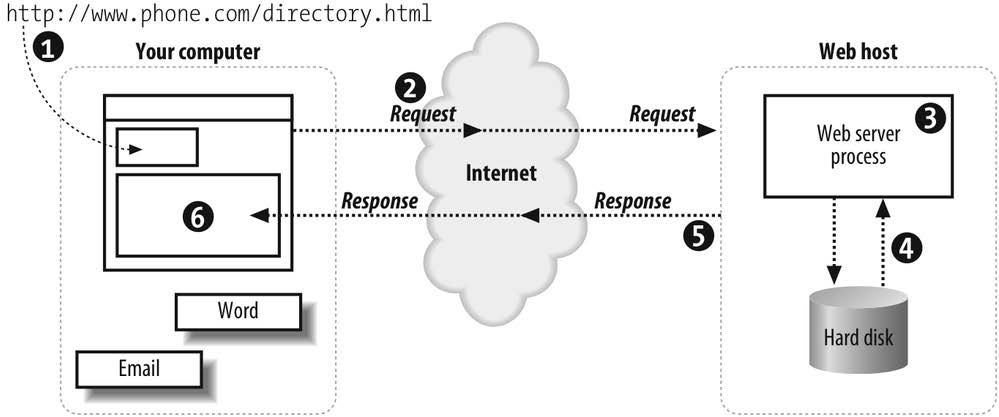 http://www.phone.com/directory.html
1
Your computer
Web host
2
Request
Request
3
Web server
process
Internet
Response
Response
6
5
4
Word
Hard disk
Email